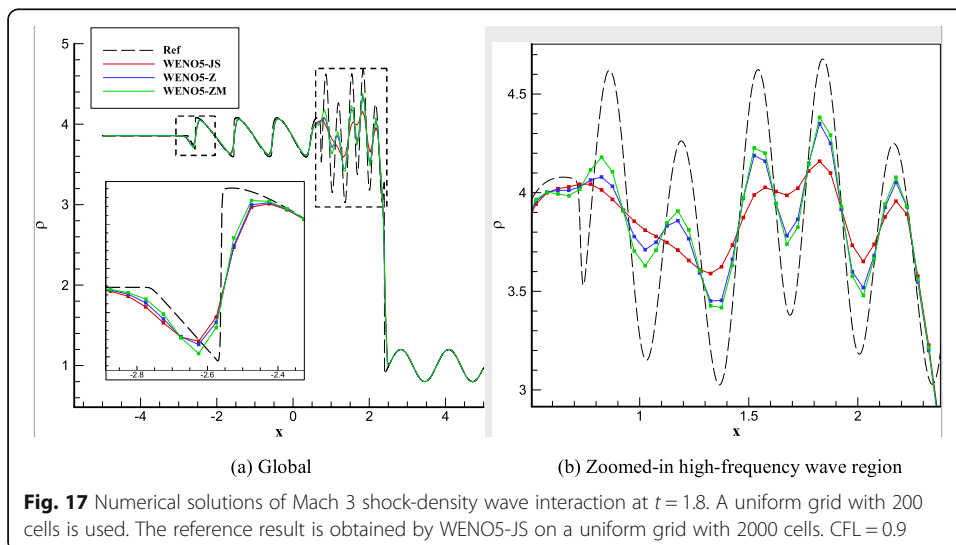 5
4
3
2
1
ρ
Ref
WENO5-JS
WENO5-Z
WENO5-ZM
-2.8 -2.6 -2.4
-4 -2 0 2 4
x
4.5
4
3.5
3
ρ
1 1.5 2
x
(a) Global
(b) Zoomed-in high-frequency wave region
Fig. 17 Numerical solutions of Mach 3 shock-density wave interaction at t = 1.8. A uniform grid with 200
cells is used. The reference result is obtained by WENO5-JS on a uniform grid with 2000 cells. CFL = 0.9